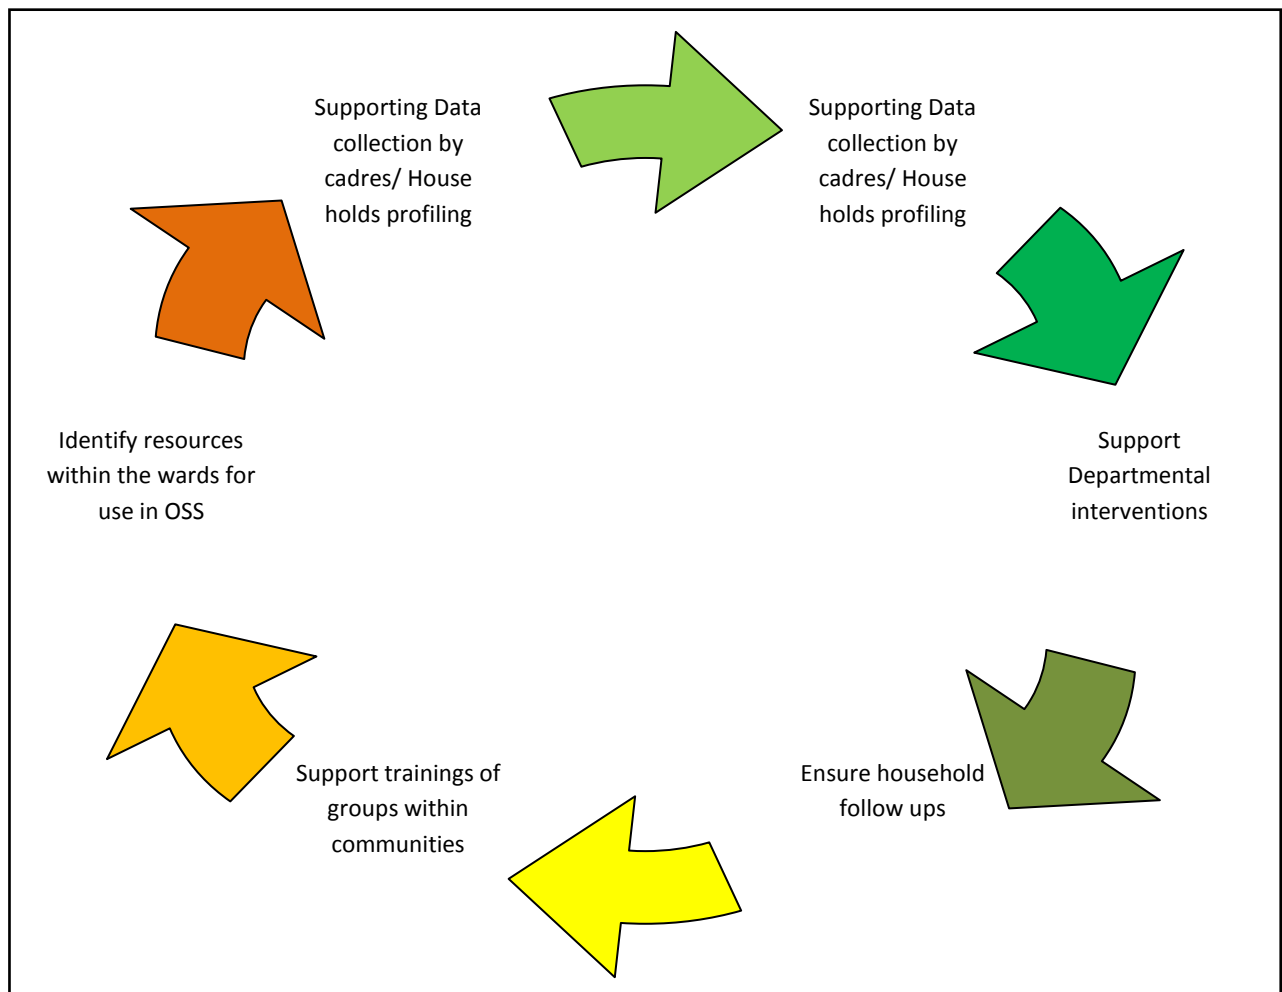 Supporting Data
collection by
cadres/ House
holds profiling
Supporting Data
collection by
cadres/ House
holds profiling
Support
Departmental
interventions
Ensure household
follow ups
Support trainings of
groups within
communities
Identify resources
within the wards for
use in OSS